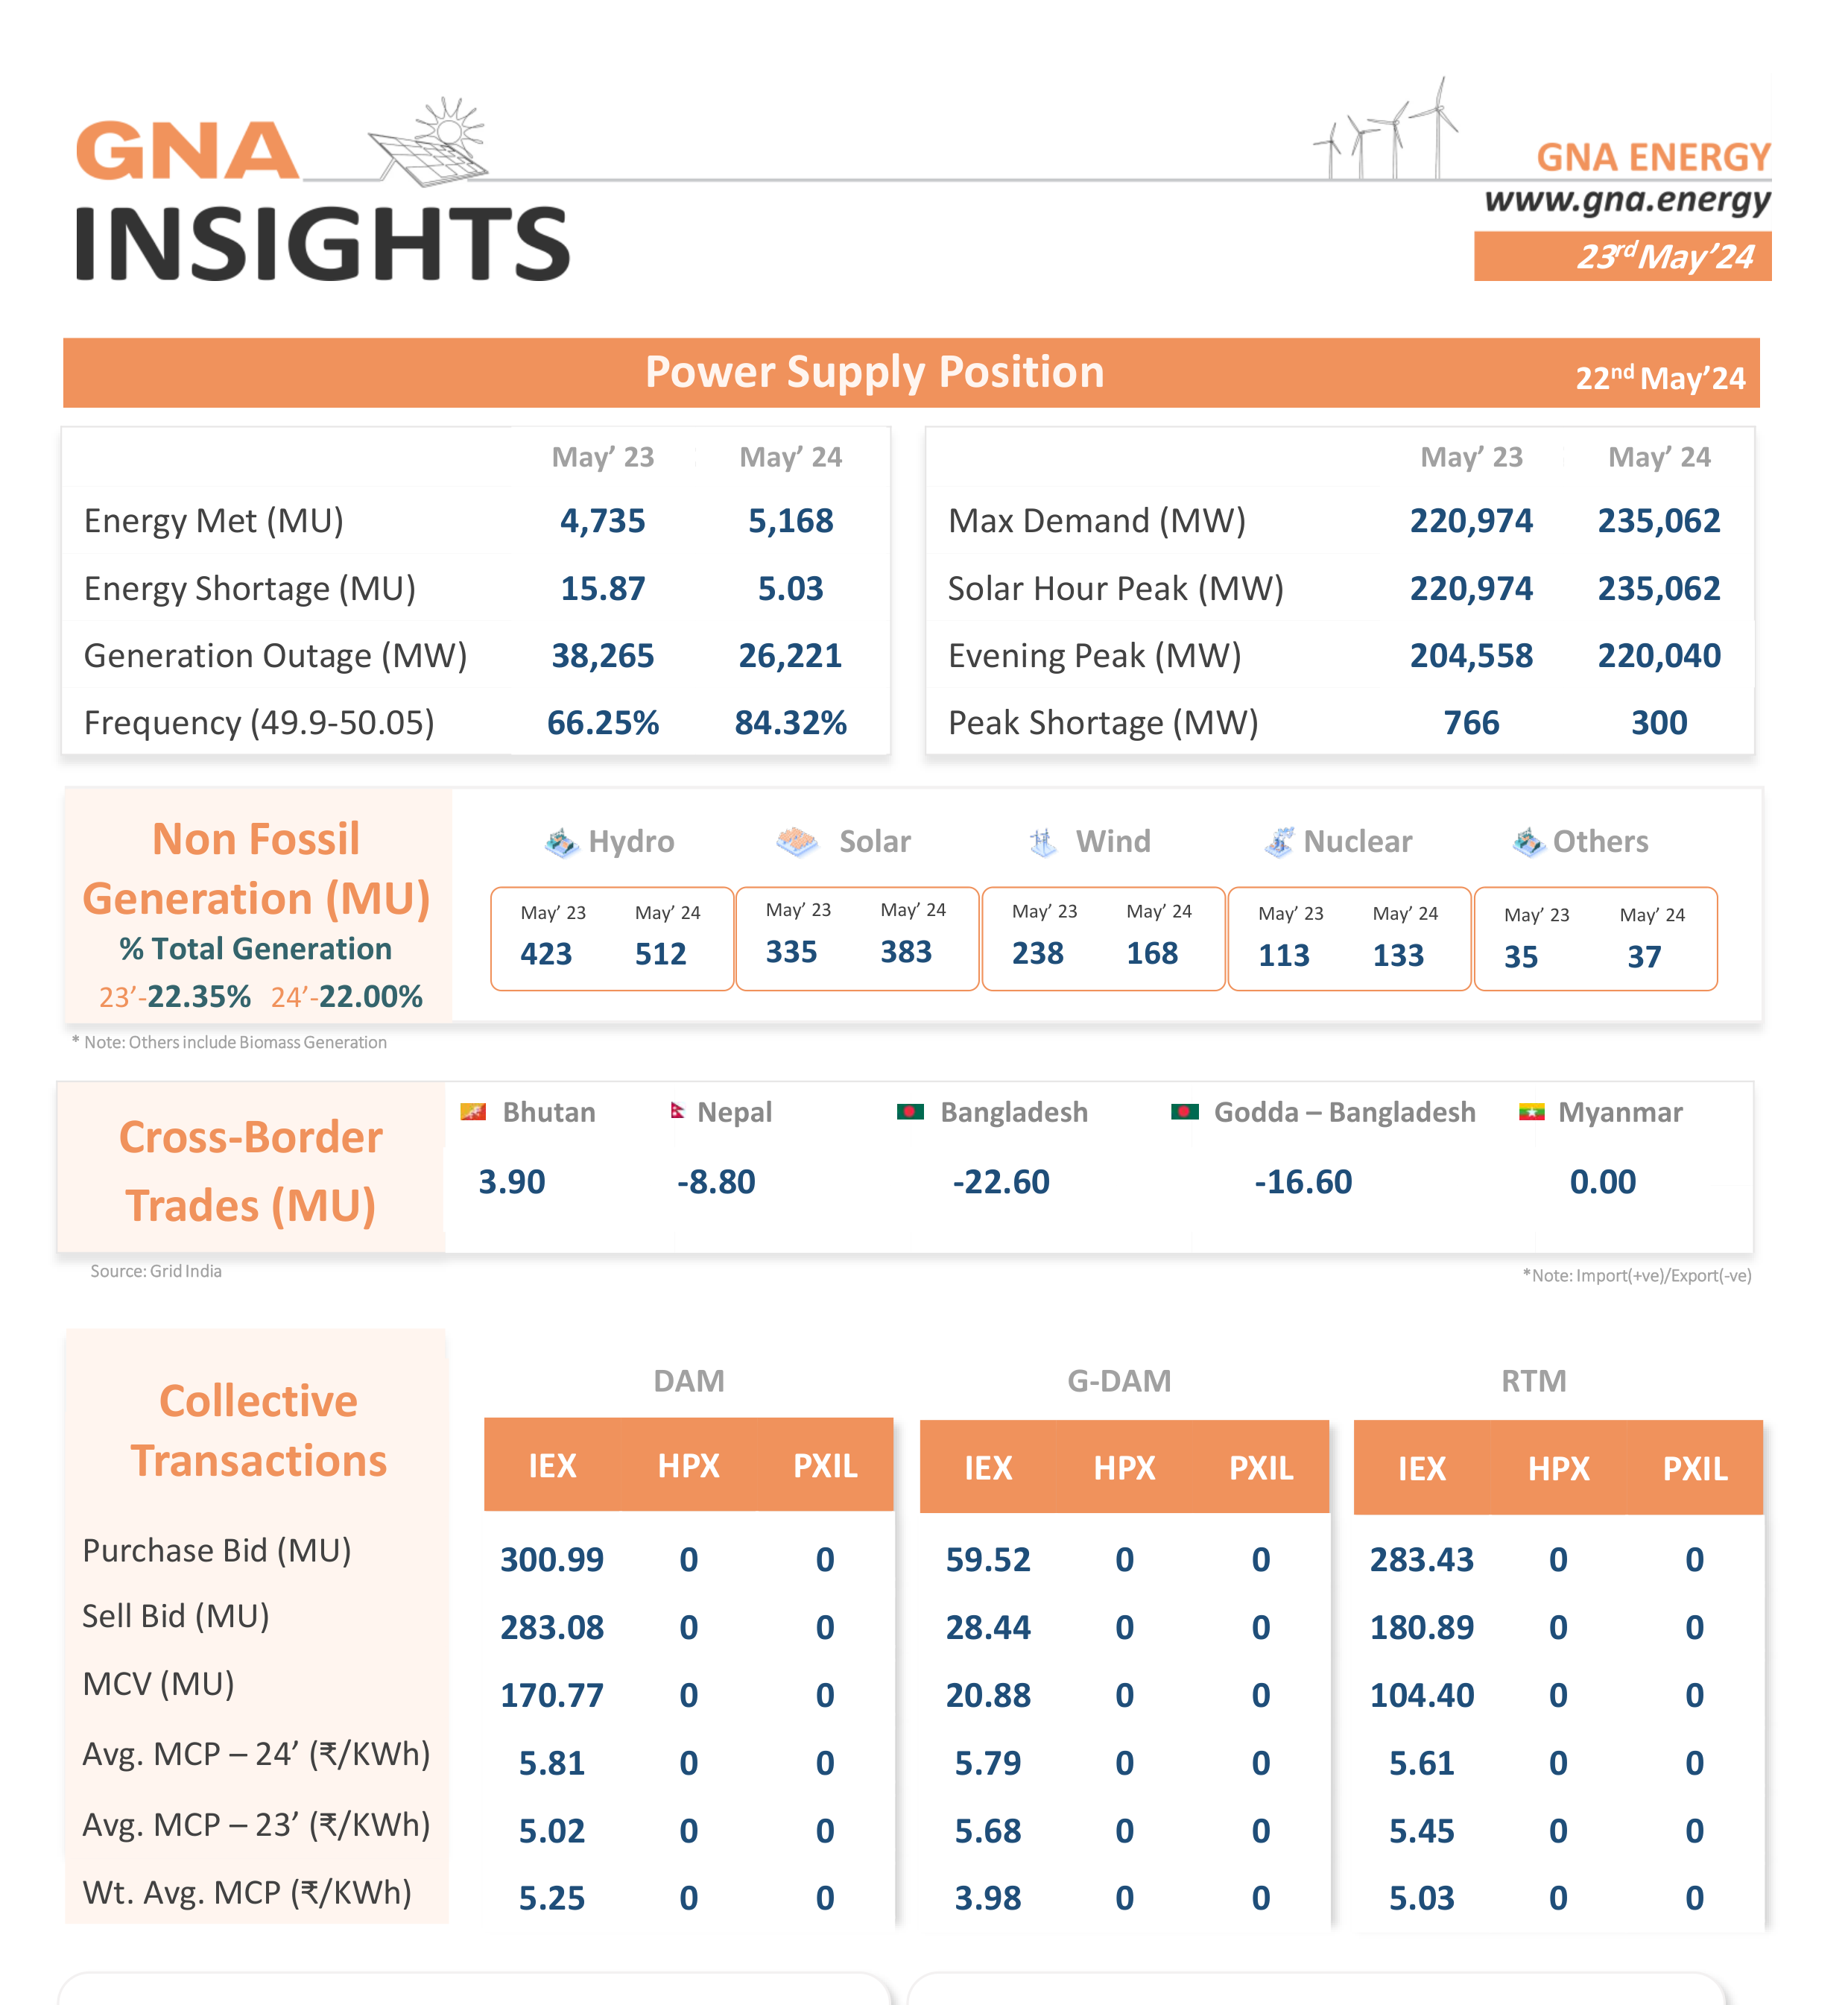 GNA
INSIGHTS
GNA ENERGY
www.gna.energy
23rd May’24
Power Supply Position 22nd May’24
May’ 23 May’ 24
Energy Met (MU) 4,735 5,168
Energy Shortage (MU) 15.87 5.03
Generation Outage (MW) 38,265 26,221
Frequency (49.9-50.05) 66.25% 84.32%
May’ 23 May’ 24
Max Demand (MW) 220,974 235,062
Solar Hour Peak (MW) 220,974 235,062
Evening Peak (MW) 204,558 220,040
Peak Shortage (MW) 766 300
Non Fossil
Generation (MU)
% Total Generation
23’-22.35% 24’-22.00%
Hydro Solar Wind Nuclear Others
May’ 23 May’ 24 May’ 23 May’ 24 May’ 23 May’ 24 May’ 23 May’ 24 May’ 23 May’ 24
423 512 335 383 238 168 113 133 35 37
* Note: Others include Biomass Generation
Cross-Border
Trades (MU)
Bhutan Nepal Bangladesh Godda – Bangladesh Myanmar
3.90 -8.80 -22.60 -16.60 0.00
Source: Grid India
*Note: Import(+ve)/Export(-ve)
Collective
Transactions
DAM G-DAM RTM
IEX HPX PXIL IEX HPX PXIL IEX HPX PXIL
Purchase Bid (MU) 300.99 0 0 59.52 0 0 283.43 0 0
Sell Bid (MU) 283.08 0 0 28.44 0 0 180.89 0 0
MCV (MU) 170.77 0 0 20.88 0 0 104.40 0 0
Avg. MCP – 24’ (₹/KWh) 5.81 0 0 5.79 0 0 5.61 0 0
Avg. MCP – 23’ (₹/KWh) 5.02 0 0 5.68 0 0 5.45 0 0
Wt. Avg. MCP (₹/KWh) 5.25 0 0 3.98 0 0 5.03 0 0